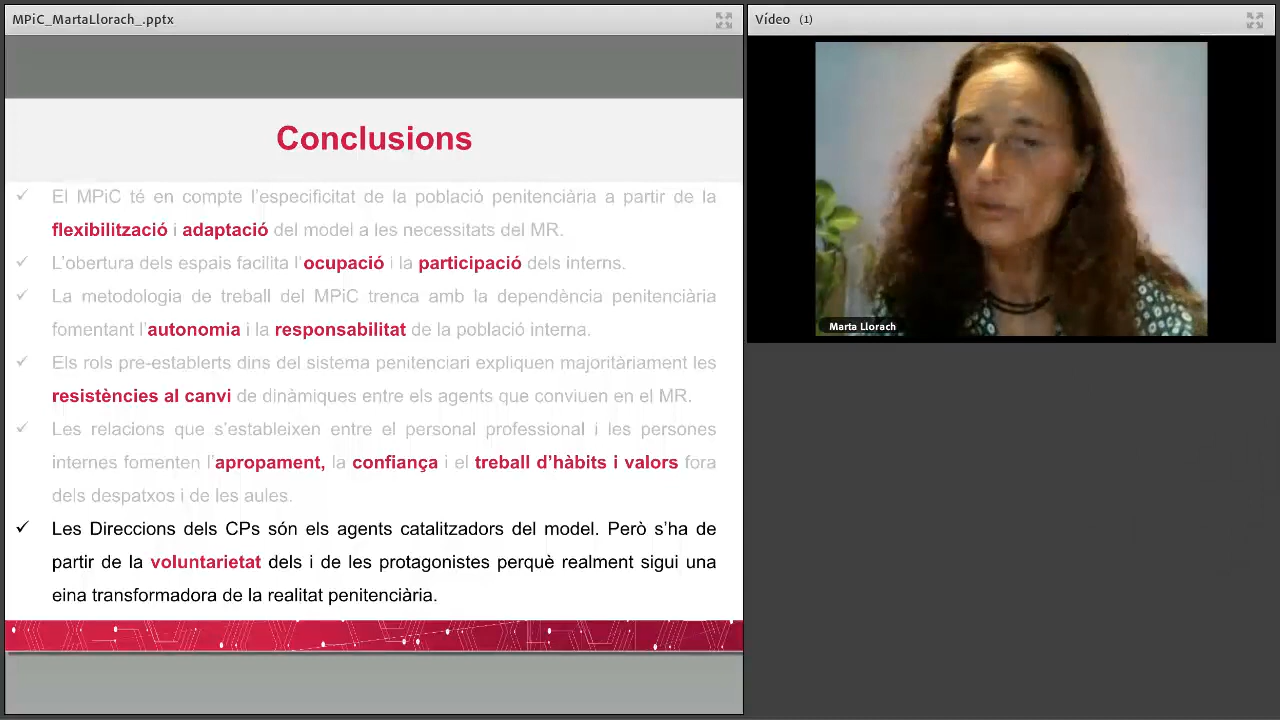 MPiC_MartaLlorach_.pptx
Vídeo (1)
Conclusions
✓ El MPiC té en compte l'especificitat de la població penitenciària a partir de la
flexibilització i adaptació del model a les necessitats del MR.
✓ L'obertura dels espais facilita l'ocupació i la participació dels interns.
✓ La metodologia de treball del MPiC trenca amb la dependència penitenciària
fomentant l'autonomia i la responsabilitat de la població interna.
✓ Els rols pre-establerts dins del sistema penitenciari expliquen majoritàriament les
resistències al canvi de dinàmiques entre els agents que conviuen en el MR.
✓ Les relacions que s'estableixen entre el personal professional i les persones
internes fomenten l'apropament, la confiança i el treball d'hàbits i valors fora
dels despatxos i de les aules.
✓ Les Direccions dels CPs són els agents catalitzadors del model. Però s'ha de
partir de la voluntarietat dels i de les protagonistes perquè realment sigui una
eina transformadora de la realitat penitenciària.
Marta Llorach